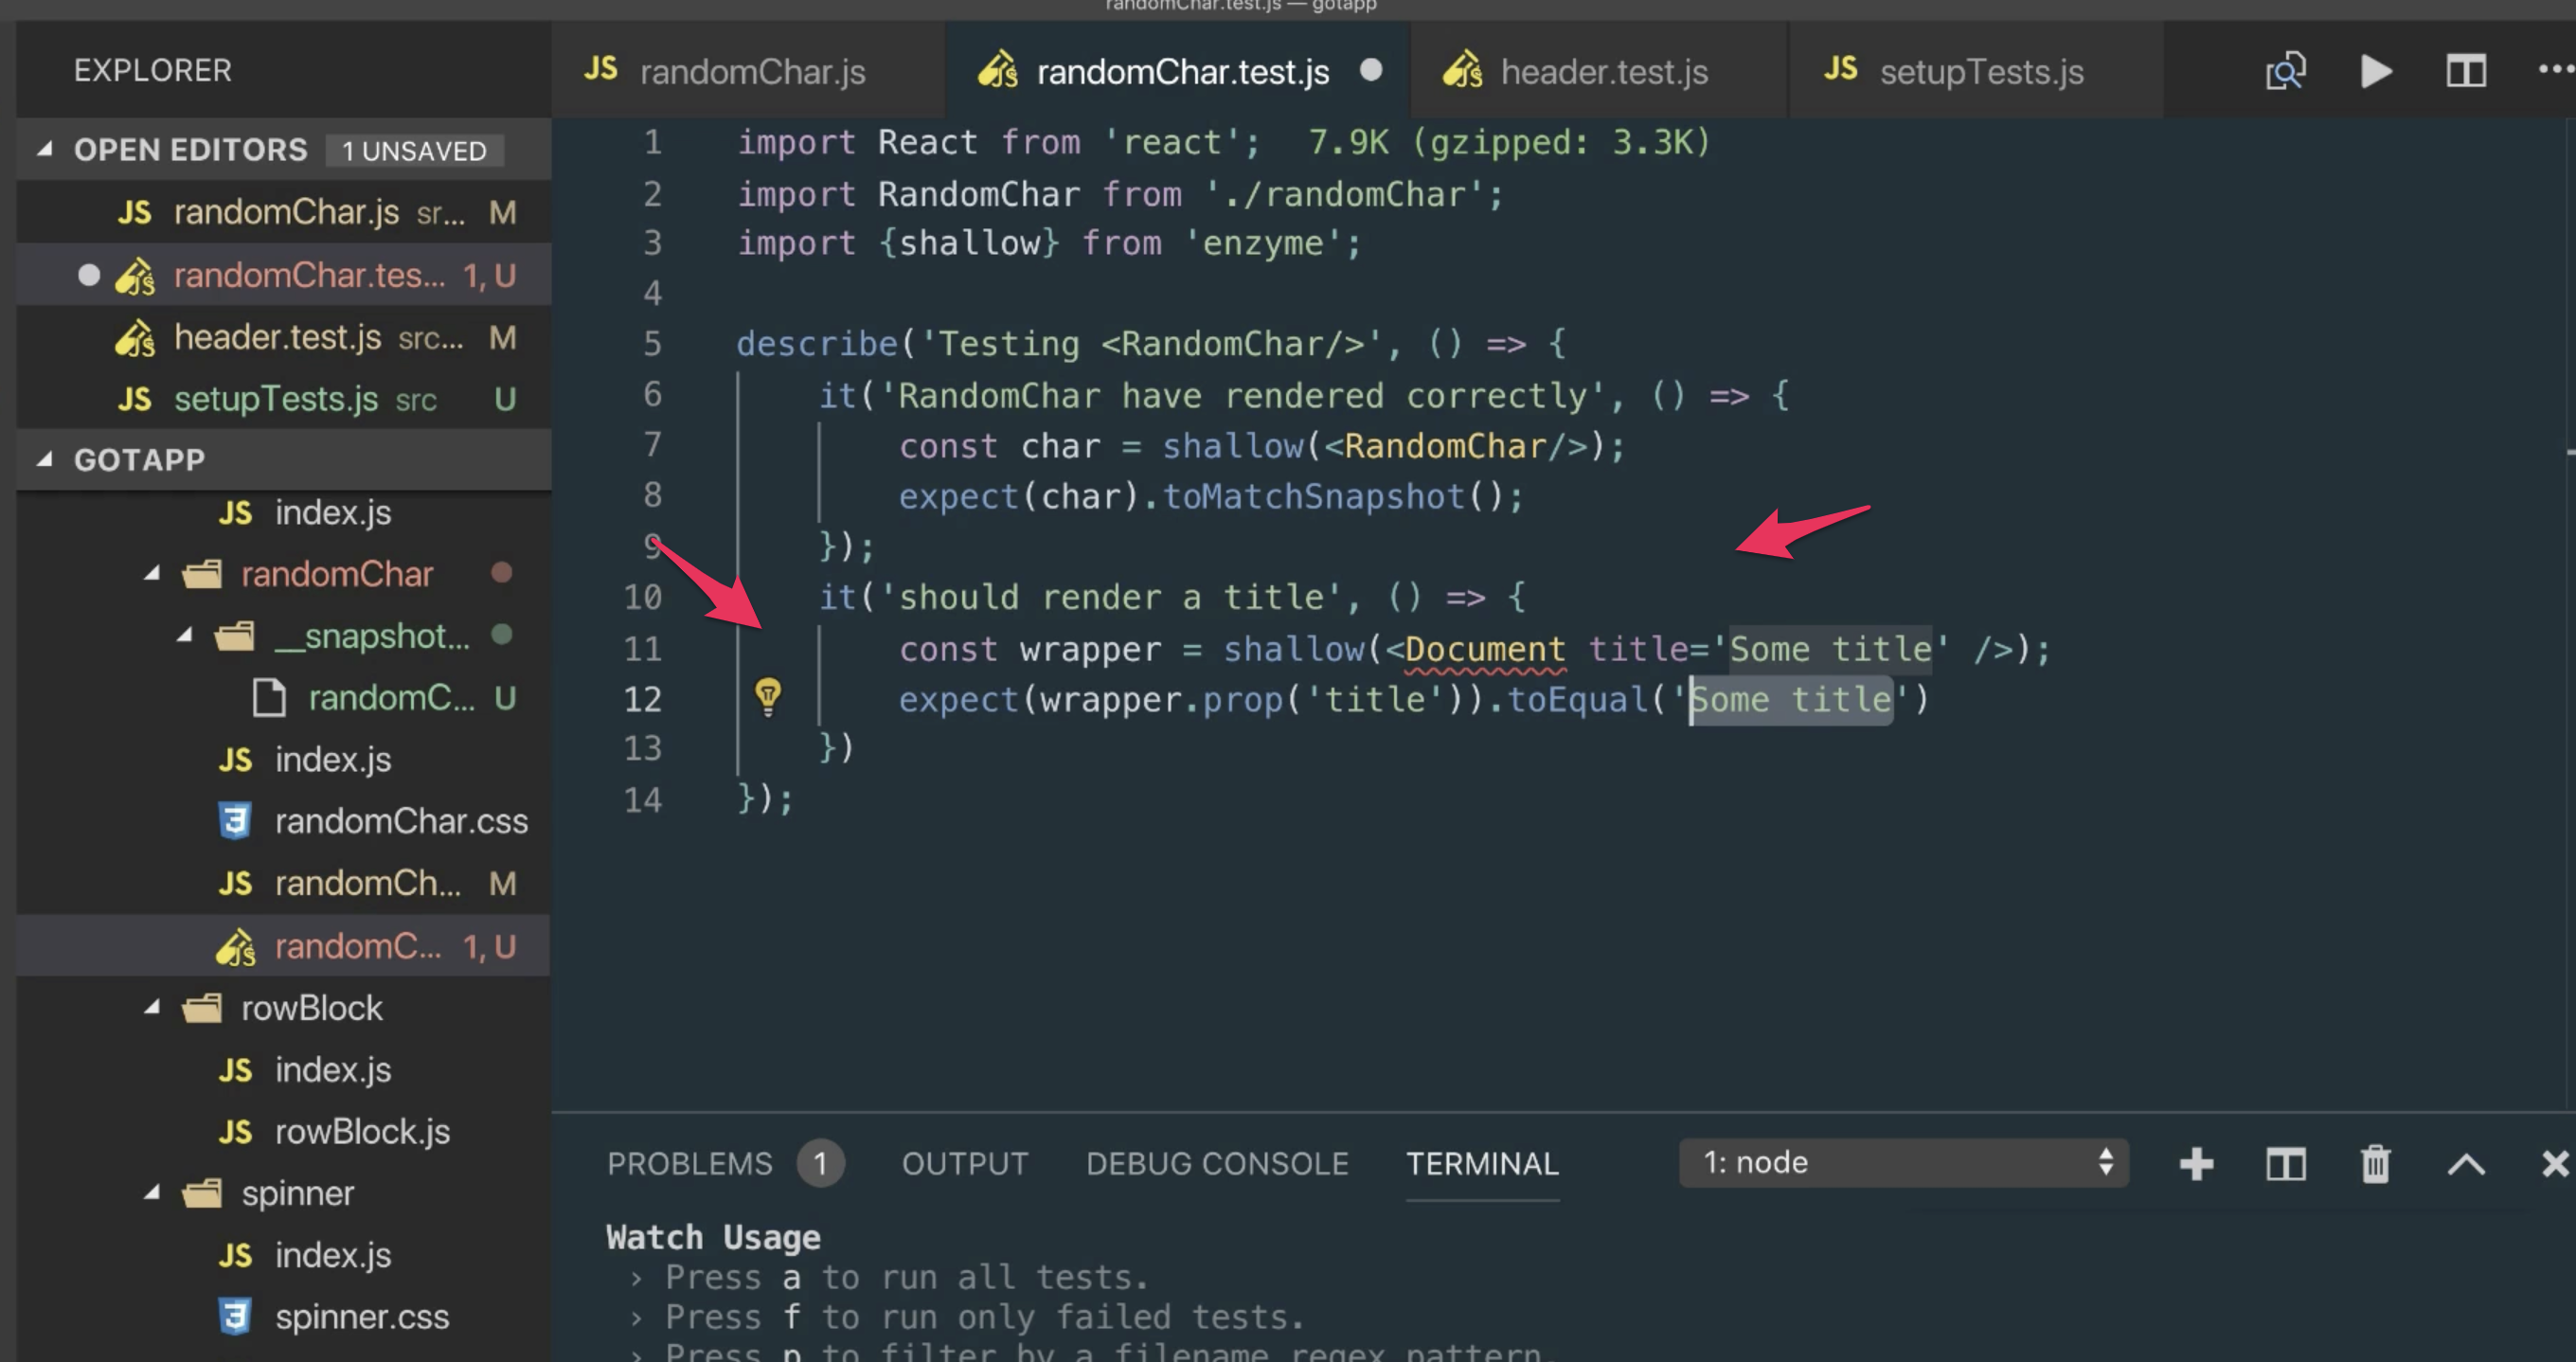 randomChar.test.js — gotapp
EXPLORER
OPEN EDITORS 1 UNSAVED
JS randomChar.js sr... M
JS randomChar.tes... 1, U
JS header.test.js src... M
JS setupTests.js src U
GOTAPP
JS index.js
randomChar
__snapshot...
randomC... U
JS index.js
3 randomChar.css
JS randomCh... M
JS randomC... 1, U
rowBlock
JS index.js
JS rowBlock.js
spinner
JS index.js
3 spinner.css
JS randomChar.js
JS randomChar.test.js
JS header.test.js
JS setupTests.js
1 import React from 'react'; 7.9K (gzipped: 3.3K)
2 import RandomChar from './randomChar';
3 import {shallow} from 'enzyme';
4
5 describe('Testing <RandomChar/>', () => {
6 it('RandomChar have rendered correctly', () => {
7 const char = shallow(<RandomChar/>);
8 expect(char).toMatchSnapshot();
9 });
10 it('should render a title', () => {
11 const wrapper = shallow(<Document title='Some title' />);
12 expect(wrapper.prop('title')).toEqual('Some title')
13 })
14 });
PROBLEMS 1 OUTPUT DEBUG CONSOLE TERMINAL 1: node
Watch Usage
› Press a to run all tests.
› Press f to run only failed tests.
› Press p to filter by a filename regex pattern.